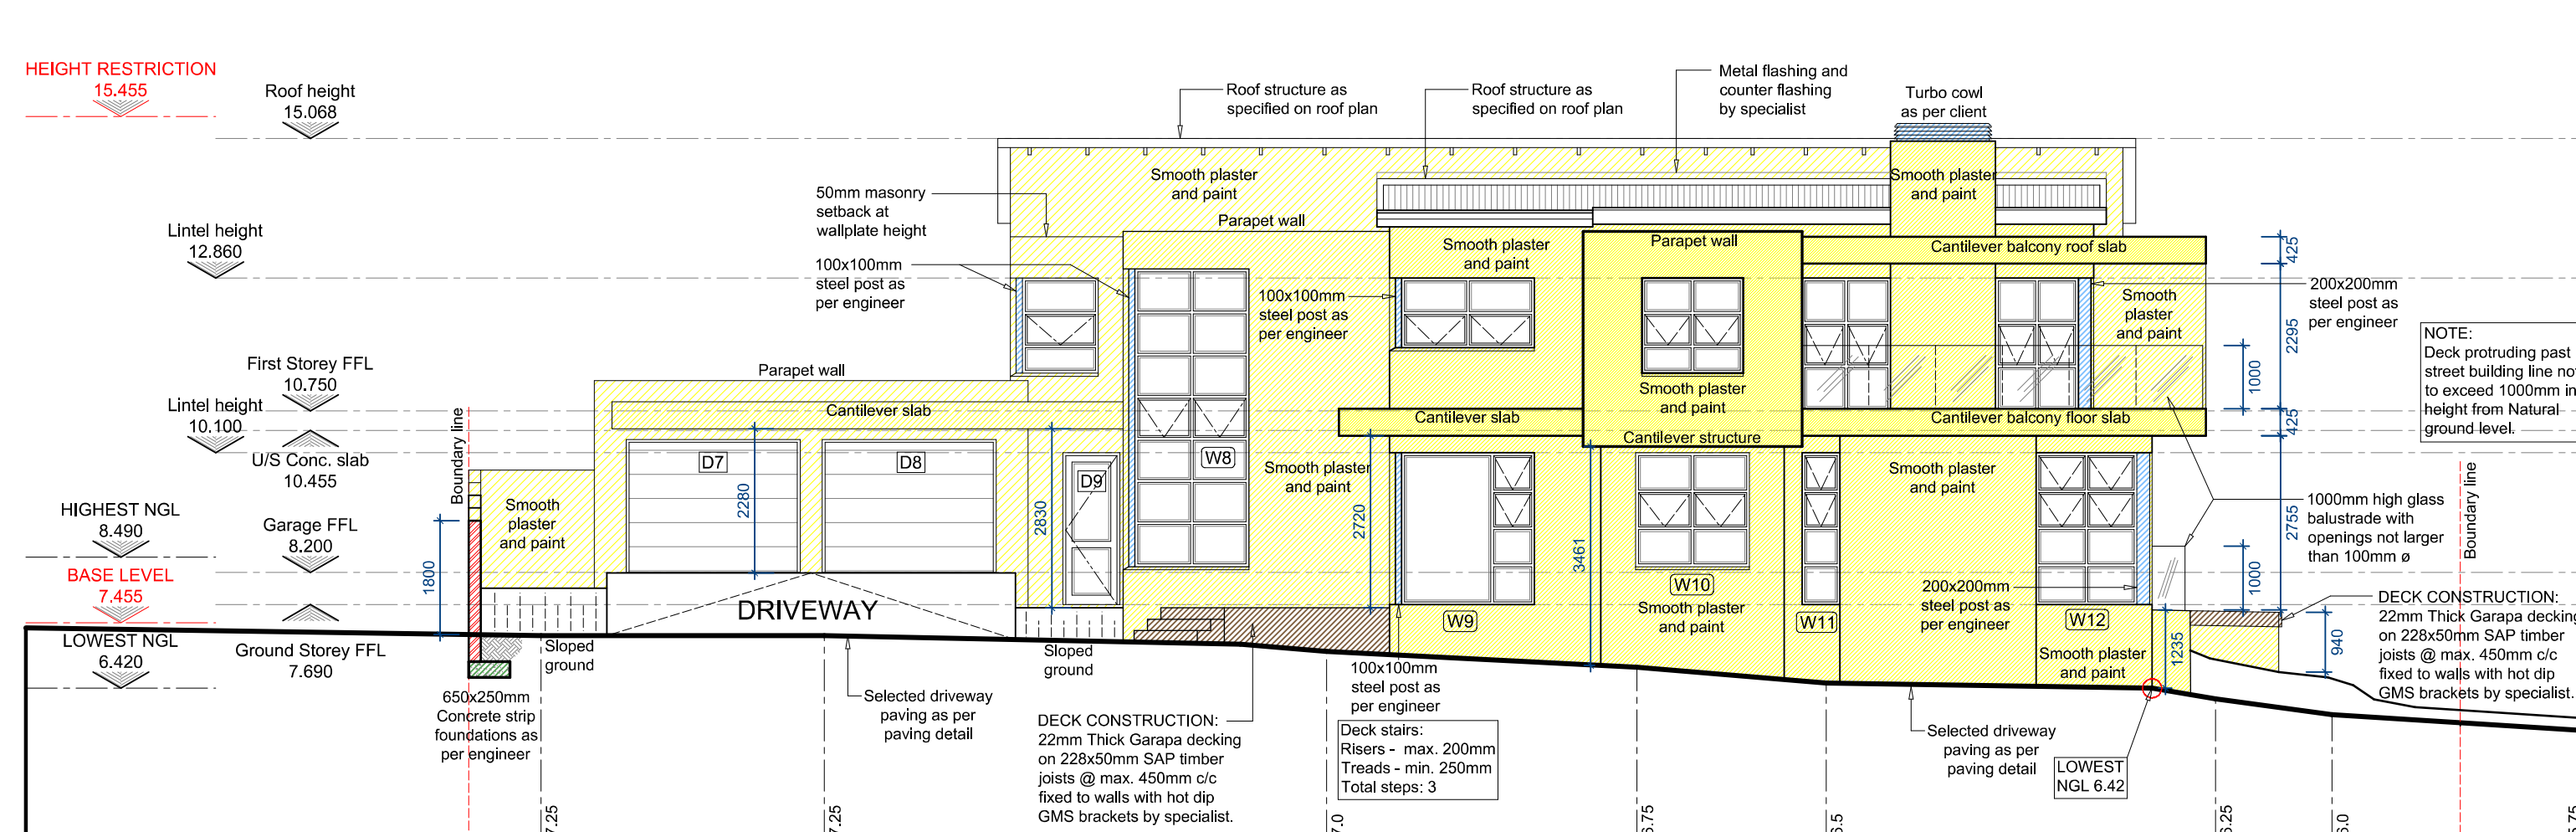 HEIGHT RESTRICTION
15.455
Roof height
15.068
Lintel height
12.860
First Storey FFL
10.750
Lintel height
10.100
U/S Conc. slab
10.455
HIGHEST NGL
8.490
Garage FFL
8.200
BASE LEVEL
7.455
LOWEST NGL
6.420
Ground Storey FFL
7.690
Boundary line
1800
650x250mm
Concrete strip
foundations as
per engineer
Smooth
plaster
and paint
Sloped
ground
7.25
50mm masonry
setback at
wallplate height
100x100mm
steel post as
per engineer
Parapet wall
Cantilever slab
D7
D8
D9
2280
2830
DRIVEWAY
Selected driveway
paving as per
paving detail
7.25
Sloped
ground
Roof structure as
specified on roof plan
Roof structure as
specified on roof plan
Metal flashing and
counter flashing
by specialist
Turbo cowl
as per client
Smooth plaster
and paint
Parapet wall
Smooth plaster
and paint
Parapet wall
Smooth plaster
and paint
Cantilever balcony roof slab
100x100mm
steel post as
per engineer
Smooth plaster
and paint
Smooth
plaster
and paint
200x200mm
steel post as
per engineer
425
2295
1000
425
2755
1000
940
1235
Cantilever slab
Cantilever structure
Cantilever balcony floor slab
W8
Smooth plaster
and paint
2720
3461
W9
W10
Smooth plaster
and paint
W11
Smooth plaster
and paint
200x200mm
steel post as
per engineer
W12
Smooth plaster
and paint
NOTE:
Deck protruding past
street building line no
to exceed 1000mm in
height from Natural
ground level.
1000mm high glass
balustrade with
openings not larger
than 100mm ø
Boundary line
DECK CONSTRUCTION:
22mm Thick Garapa decking
on 228x50mm SAP timber
joists @ max. 450mm c/c
fixed to walls with hot dip
GMS brackets by specialist.
DECK CONSTRUCTION:
22mm Thick Garapa decking
on 228x50mm SAP timber
joists @ max. 450mm c/c
fixed to walls with hot dip
GMS brackets by specialist.
100x100mm
steel post as
per engineer
Deck stairs:
Risers - max. 200mm
Treads - min. 250mm
Total steps: 3
Selected driveway
paving as per
paving detail
LOWEST
NGL 6.42
7.0
6.75
6.5
6.25
6.0